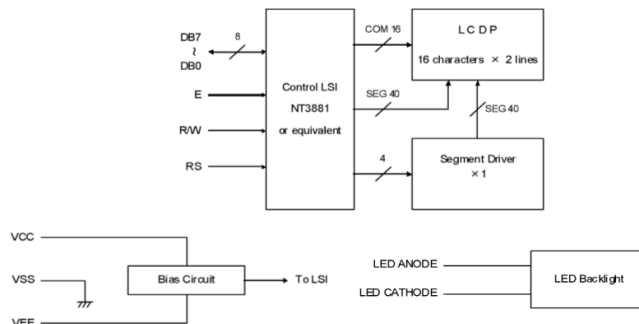 DB7
~
DB0
8
E
R/W
RS
Control LSI
NT3881
or equivalent
COM 16
SEG 40
4
L C D P
16 characters × 2 lines
SEG 40
Segment Driver
×1
VCC
VSS
VEE
Bias Circuit
To LSI
LED ANODE
LED CATHODE
LED Backlight